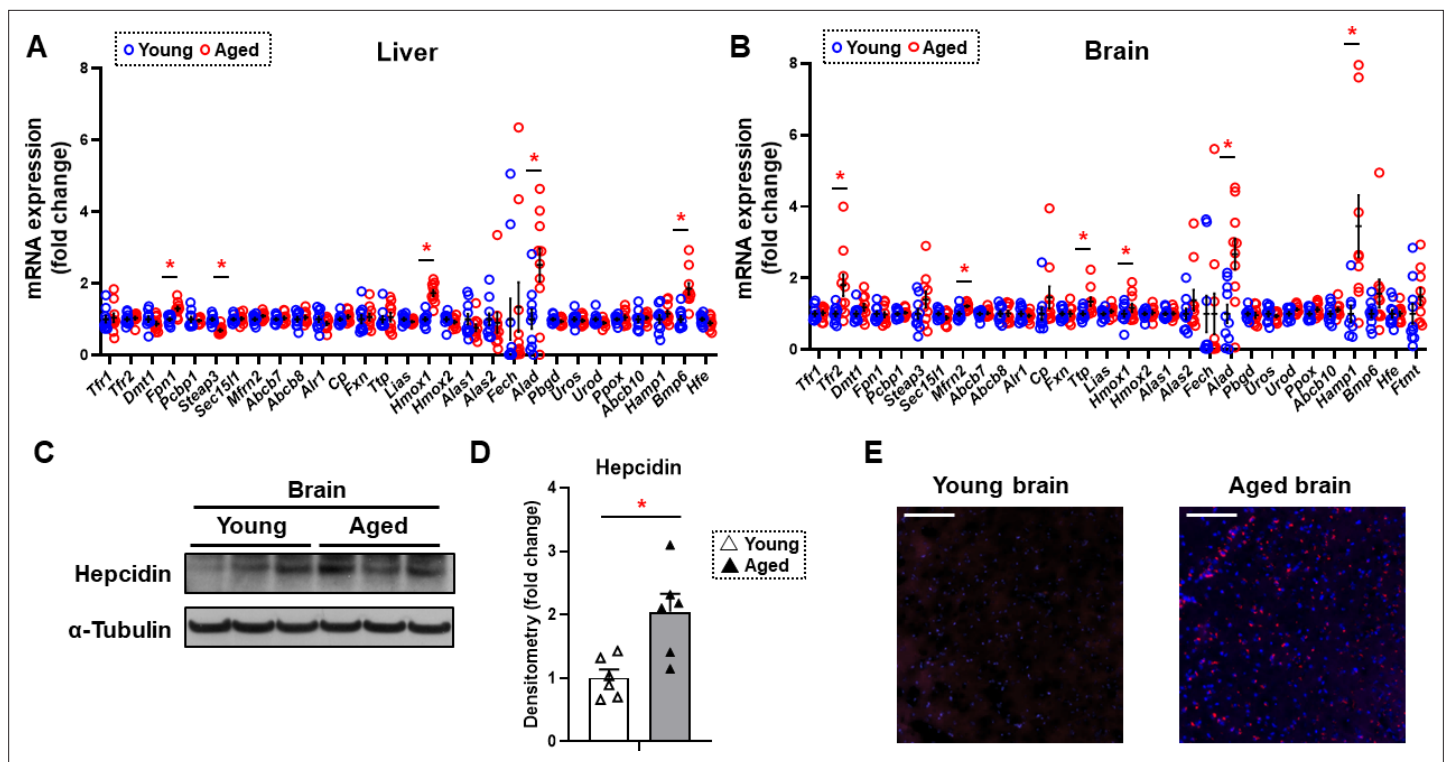 A
Young Aged
Liver
mRNA expression
(fold change)
8
6
4
2
0
*
*
*
*
*
Tfr1
Tfr2
Dmt1
Fpn1
Pcbp1
Steap3
Sec15l1
Mfrn2
Abcb7
Abcb8
Alr1
Cp
Fxn
Ttp
Lias
Hmox1
Hmox2
Alas1
Alas2
Fech
Alad
Pbgd
Uros
Urod
Ppox
Abcb10
Hamp1
Bmp6
Hfe
B
Young Aged
Brain
mRNA expression
(fold change)
8
6
4
2
0
*
*
*
*
*
*
Tfr1
Tfr2
Dmt1
Fpn1
Pcbp1
Steap3
Sec15l1
Mfrn2
Abcb7
Abcb8
Alr1
Cp
Fxn
Ttp
Lias
Hmox1
Hmox2
Alas1
Alas2
Fech
Alad
Pbgd
Uros
Urod
Ppox
Abcb10
Hamp1
Bmp6
Hfe
Ftmt
C
Brain
Young Aged
Hepcidin
α-Tubulin
D
Hepcidin
Densitometry (fold change)
4
3
2
1
0
*
Young
Aged
E
Young brain
Aged brain